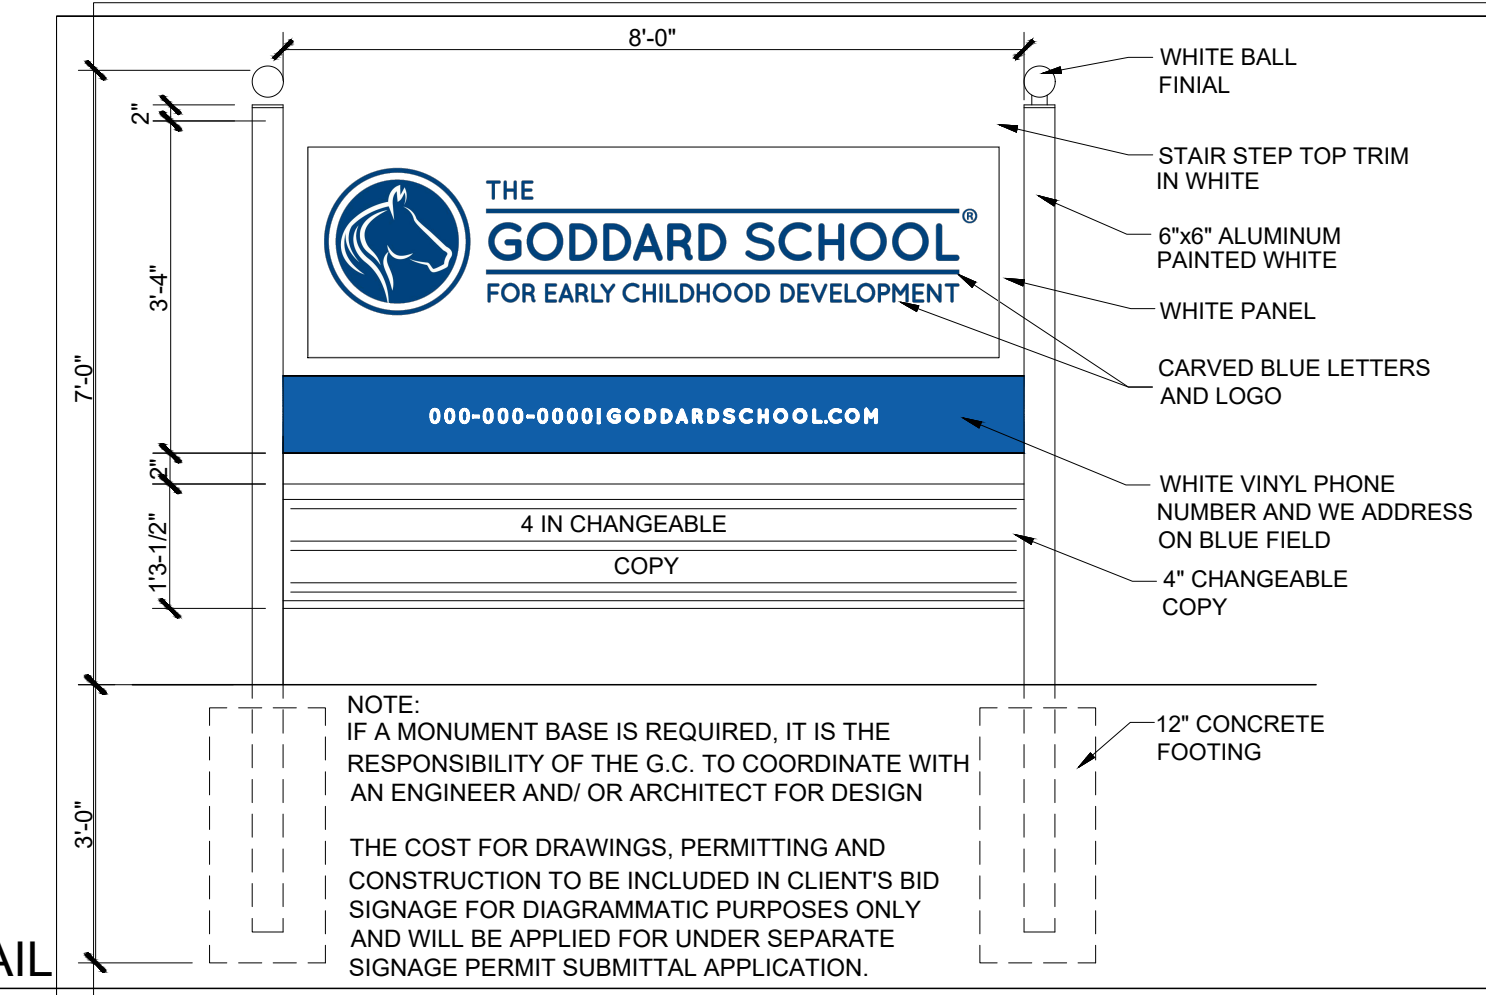 8'-0"
WHITE BALL
FINIAL
2"
STAIR STEP TOP TRIM
IN WHITE
THE
GODDARD SCHOOL®
FOR EARLY CHILDHOOD DEVELOPMENT
6"x6" ALUMINUM
PAINTED WHITE
3'-4"
WHITE PANEL
7'-0"
CARVED BLUE LETTERS
AND LOGO
000-000-0000|GODDARDSCHOOL.COM
2"
WHITE VINYL PHONE
NUMBER AND WE ADDRESS
ON BLUE FIELD
4 IN CHANGEABLE
COPY
1'3-1/2"
4" CHANGEABLE
COPY
NOTE:
IF A MONUMENT BASE IS REQUIRED, IT IS THE
RESPONSIBILITY OF THE G.C. TO COORDINATE WITH
AN ENGINEER AND/ OR ARCHITECT FOR DESIGN
12" CONCRETE
FOOTING
3'-0"
THE COST FOR DRAWINGS, PERMITTING AND
CONSTRUCTION TO BE INCLUDED IN CLIENT'S BID
SIGNAGE FOR DIAGRAMMATIC PURPOSES ONLY
AND WILL BE APPLIED FOR UNDER SEPARATE
SIGNAGE PERMIT SUBMITTAL APPLICATION.
AIL